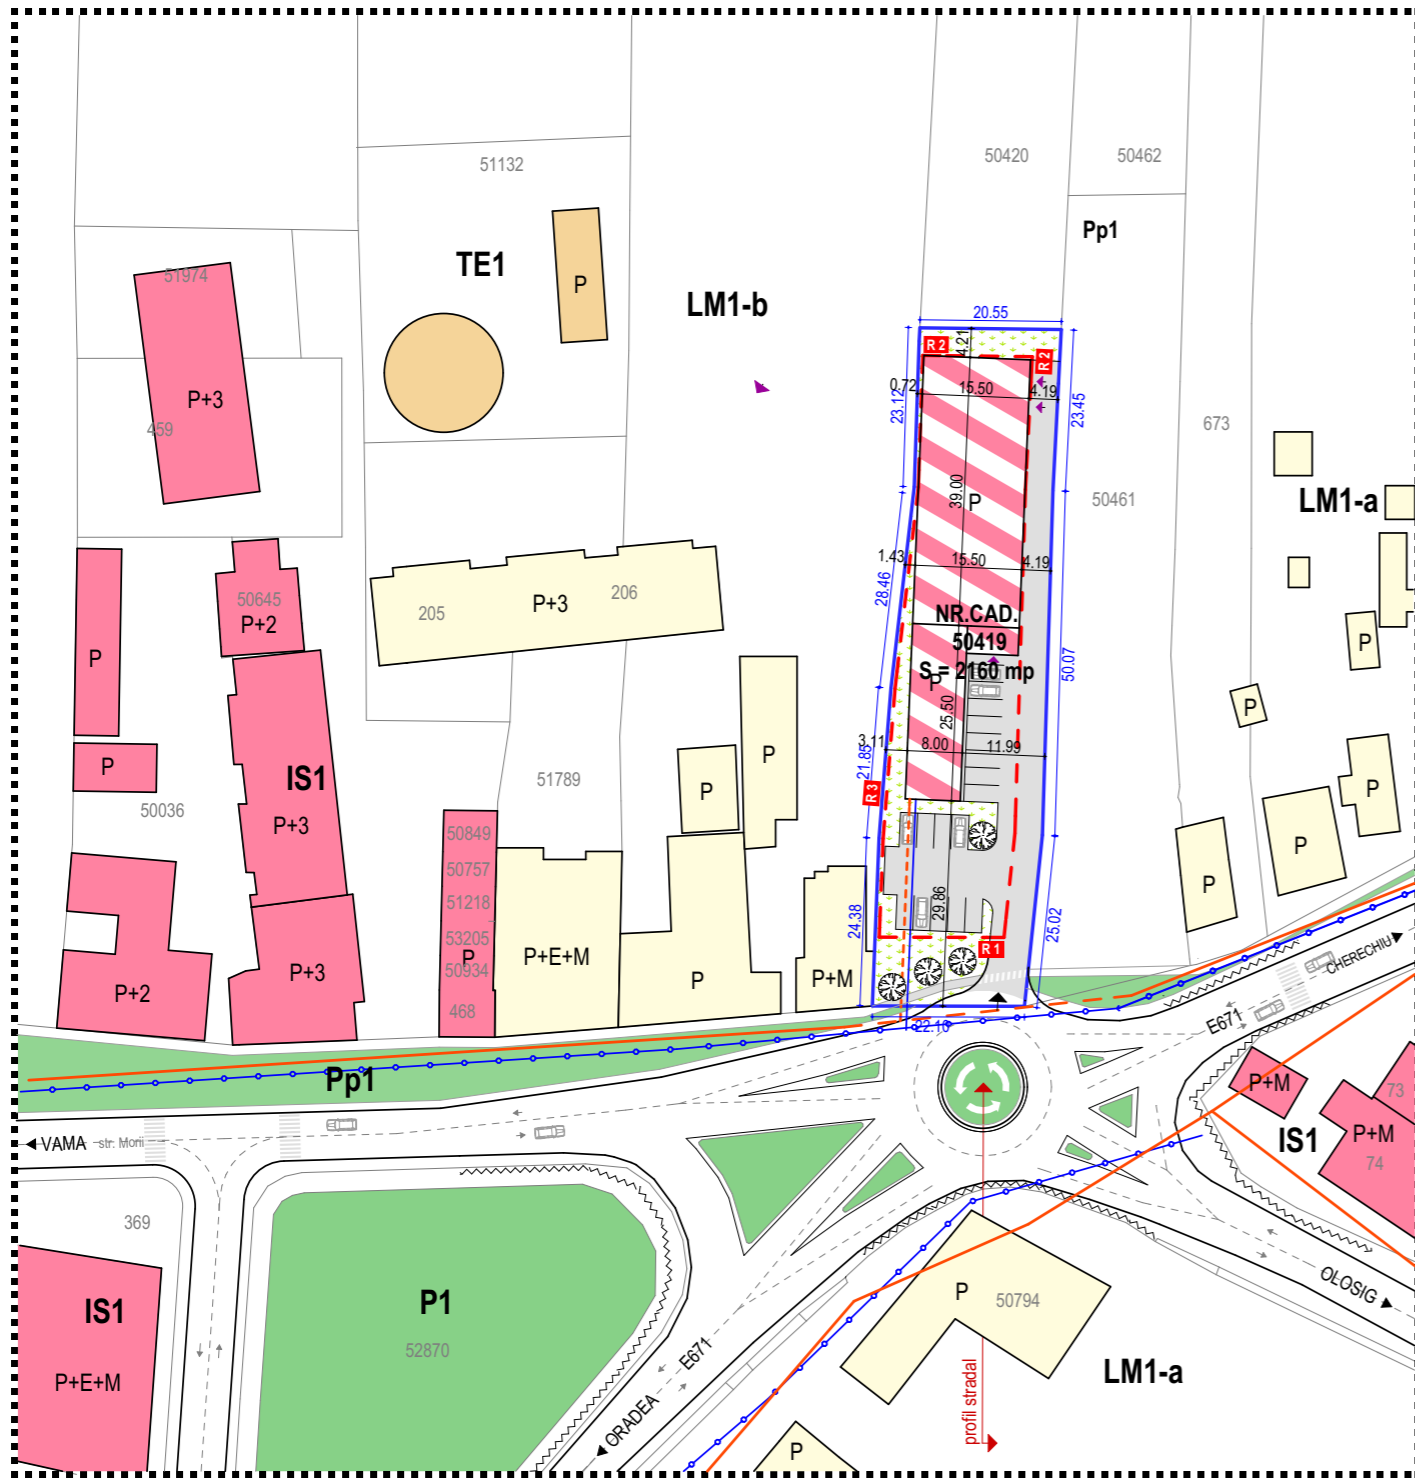 50420
50462
51132
Pp1
TE1
51974
P
LM1-b
20.55
R 2
4.21
R 2
0.72
15.50
4.19
P+3
459
23.12
23.45
673
39.00
P
50461
LM1-a
1.43
15.50
4.19
28.46
50645
P+2
205
P+3
206
NR.CAD.
50419
S = 2160 mp
P
P
P
50.07
25.50
P
3.11
8.00
11.99
21.85
P
P
P
IS1
51789
R 3
P
P
50036
P+3
50849
50757
51218
53205
P
50934
468
P
P
29.86
24.38
25.02
R 1
P+E+M
P
P+M
P+3
P+2
CHERECHIU
E671
22.16
Pp1
P+M
73
P+M
74
IS1
VAMA
str. Morii
369
IS1
P1
52870
P+E+M
P
50794
OLOSIG
E671
ORADEA
profil stradal
LM1-a
P